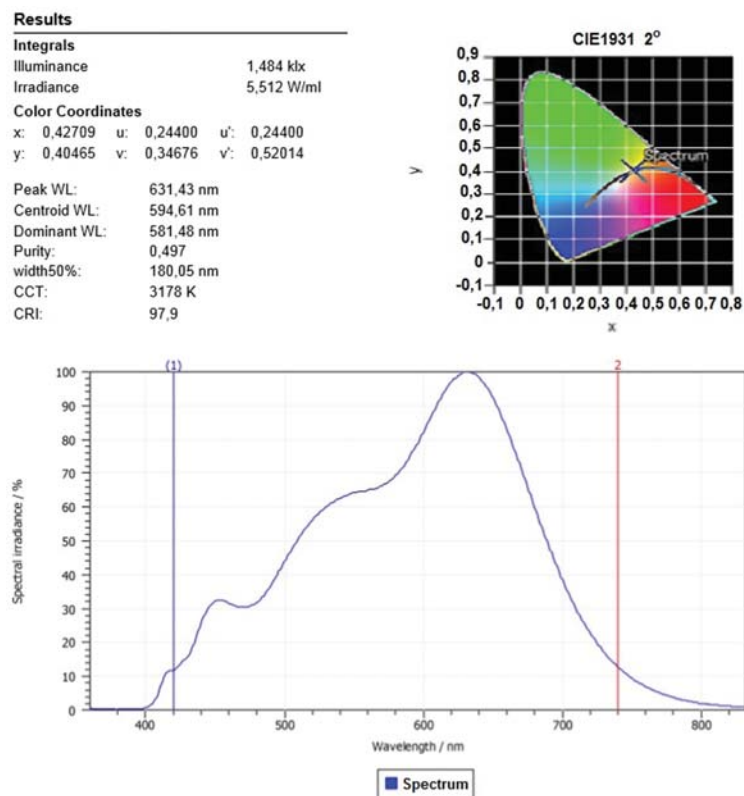 Results
Integrals
Illuminance 1,484 klx
Irradiance 5,512 W/ml
Color Coordinates
x: 0,42709 u: 0,24400 u': 0,24400
y: 0,40465 v: 0,34676 v': 0,52014
Peak WL: 631,43 nm
Centroid WL: 594,61 nm
Dominant WL: 581,48 nm
Purity: 0,497
width50%: 180,05 nm
CCT: 3178 K
CRI: 97,9
CIE1931 2°
0,9
0,8
0,7
0,6
0,5
0,4
0,3
0,2
0,1
0
-0,1
y
Spectrum
-0,1 0 0,1 0,2 0,3 0,4 0,5 0,6 0,7 0,8
x
(1) 2
100
90
80
70
60
50
40
30
20
10
0
Spectral irradiance / %
400 500 600 700 800
Wavelength / nm
Spectrum